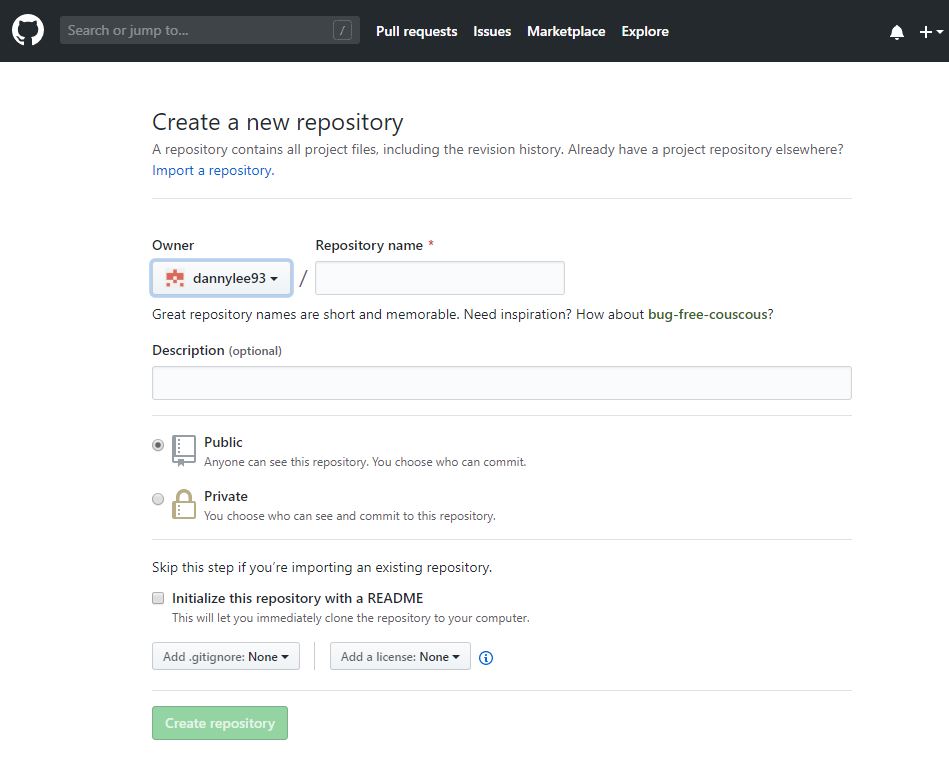 Search or jump to... / Pull requests Issues Marketplace Explore
Create a new repository
A repository contains all project files, including the revision history. Already have a project repository elsewhere?
Import a repository.
Owner Repository name *
dannylee93 /
Great repository names are short and memorable. Need inspiration? How about bug-free-couscous?
Description (optional)
Public
Anyone can see this repository. You choose who can commit.
Private
You choose who can see and commit to this repository.
Skip this step if you’re importing an existing repository.
Initialize this repository with a README
This will let you immediately clone the repository to your computer.
Add .gitignore: None Add a license: None
Create repository